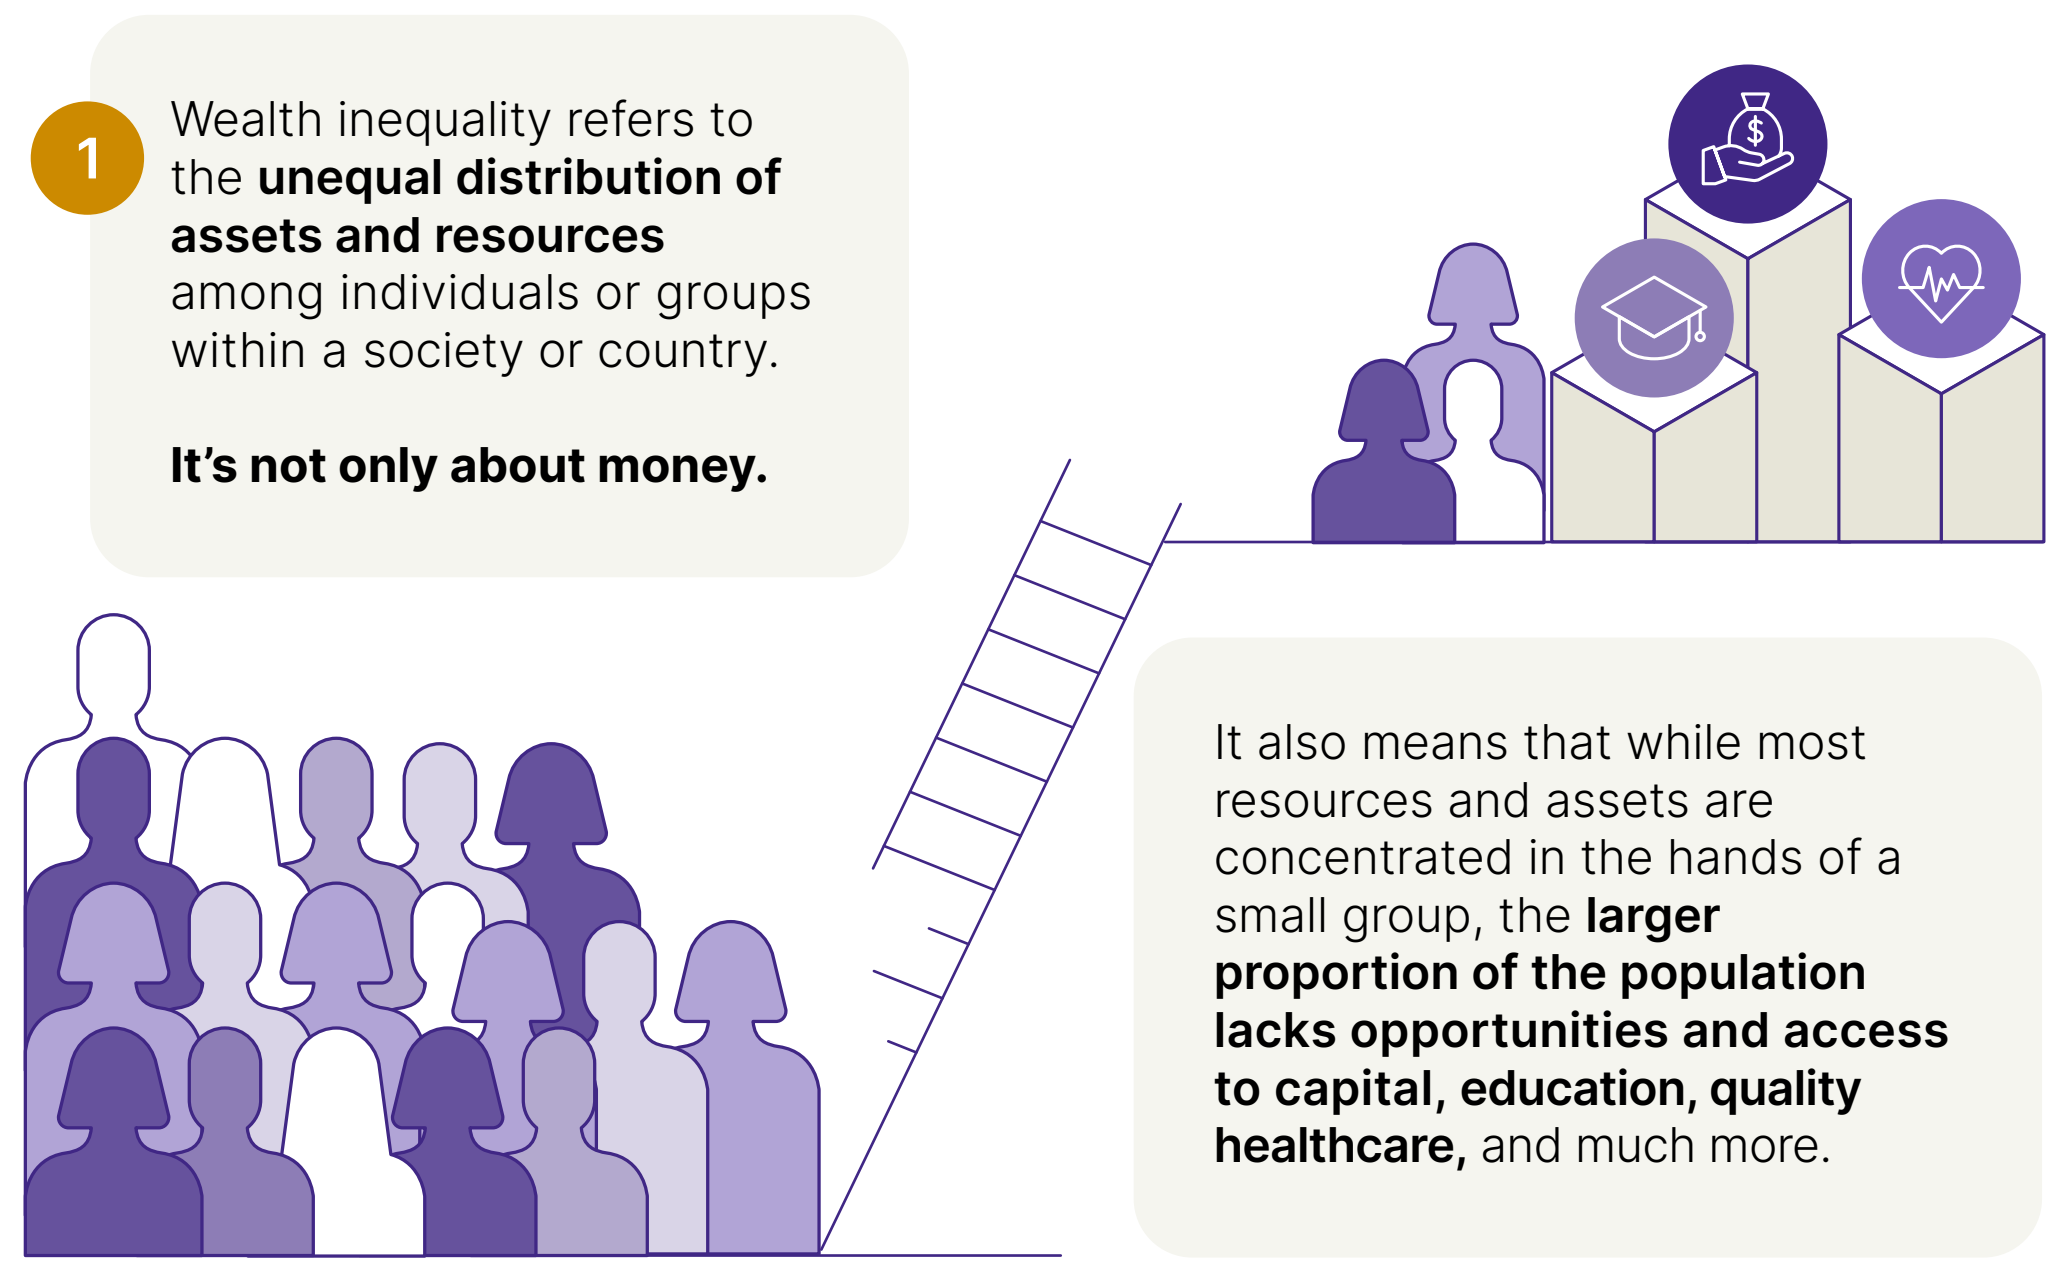 1
Wealth inequality refers to
the unequal distribution of
assets and resources
among individuals or groups
within a society or country.
It’s not only about money.
$
It also means that while most
resources and assets are
concentrated in the hands of a
small group, the larger
proportion of the population
lacks opportunities and access
to capital, education, quality
healthcare, and much more.